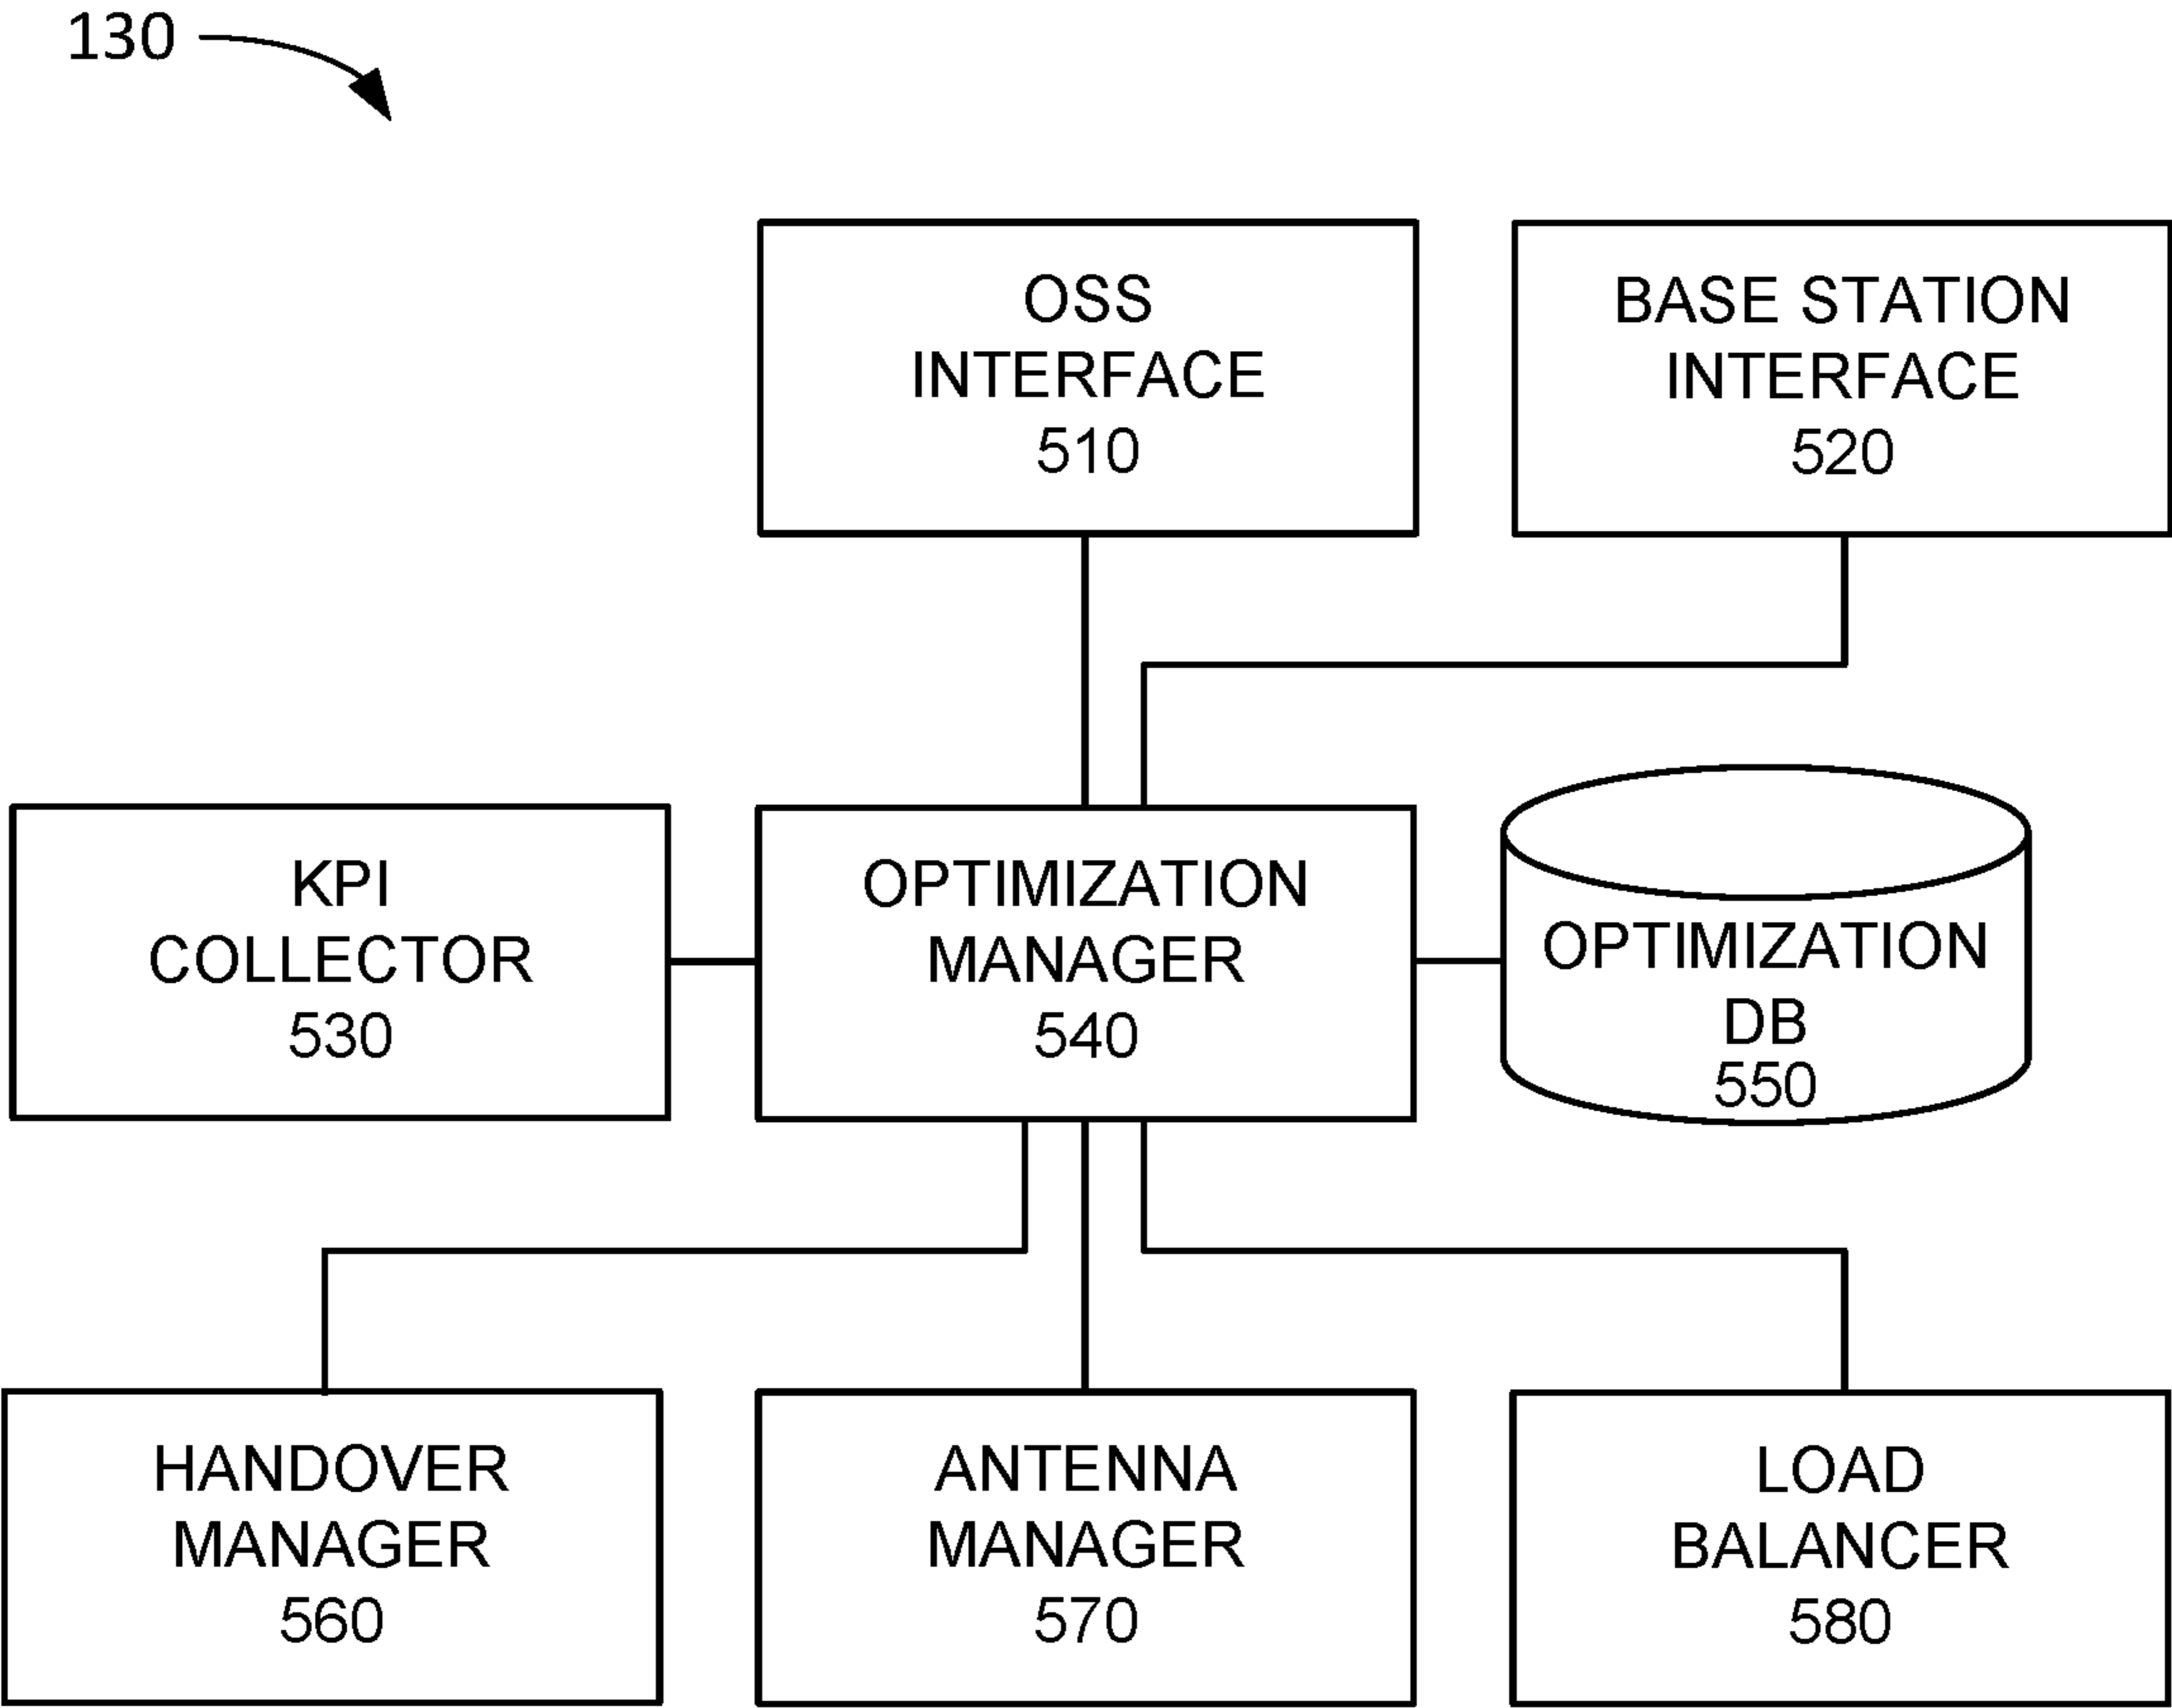 130
OSS
INTERFACE
510
BASE STATION
INTERFACE
520
KPI
COLLECTOR
530
OPTIMIZATION
MANAGER
540
OPTIMIZATION
DB
550
HANDOVER
MANAGER
560
ANTENNA
MANAGER
570
LOAD
BALANCER
580